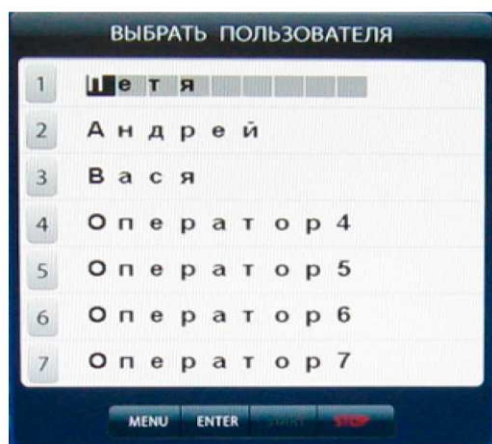 ВЫБРАТЬ ПОЛЬЗОВАТЕЛЯ
1 Петя
2 Андрей
3 Вася
4 Оператор4
5 Оператор5
6 Оператор6
7 Оператор7
MENU ENTER START STOP